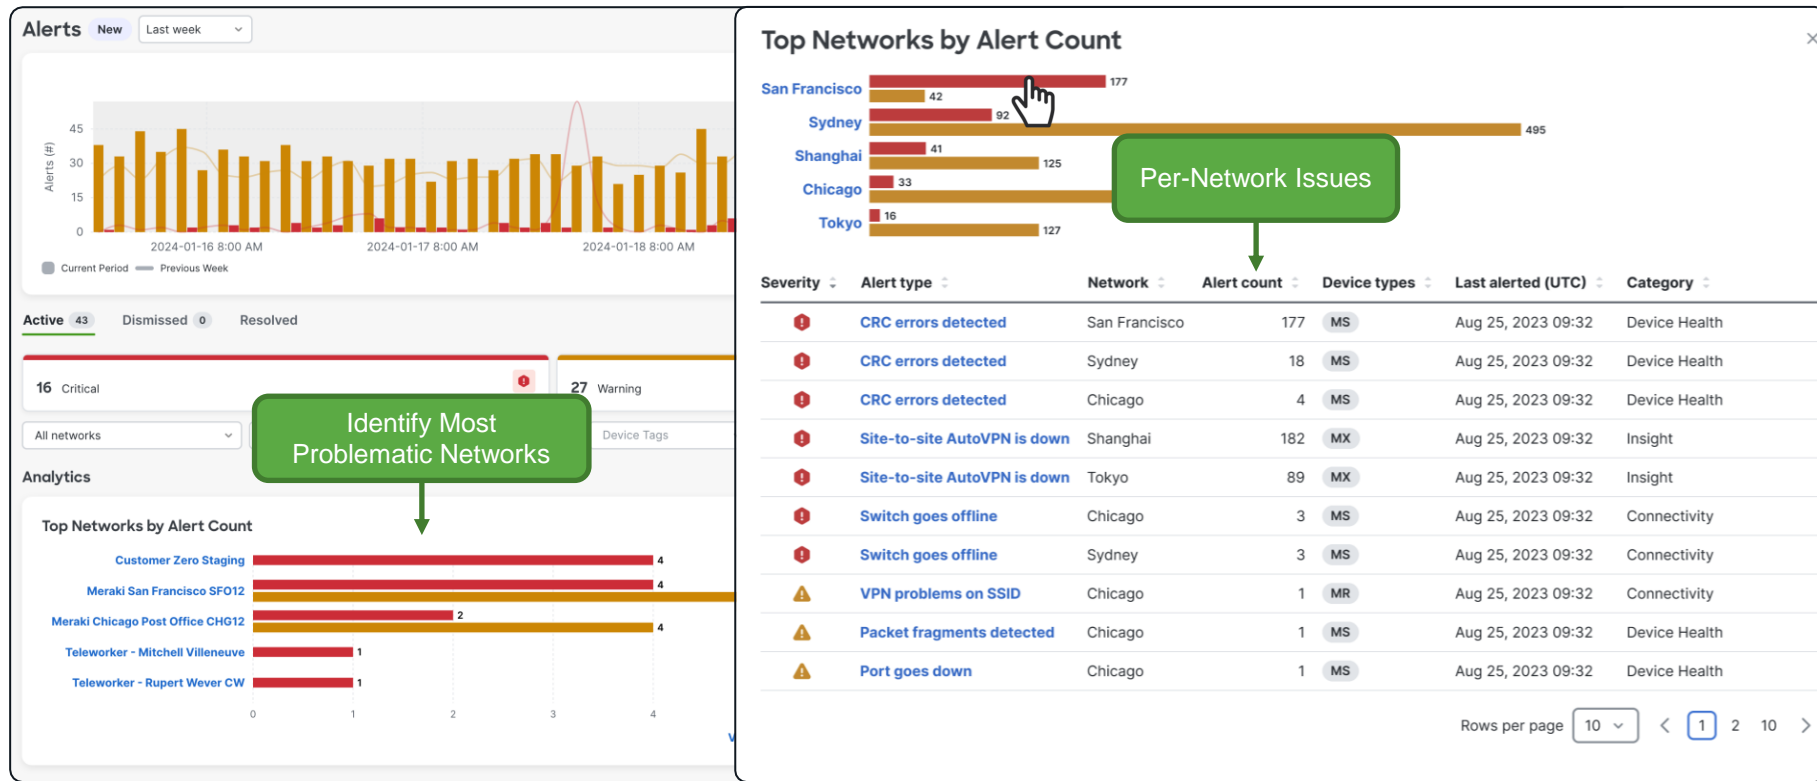 Alerts New Last week
45
30
15
0
Alerts (#)
2024-01-16 8:00 AM 2024-01-17 8:00 AM 2024-01-18 8:00 AM
Current Period Previous Week
Active 43 Dismissed 0 Resolved
16 Critical
27 Warning
All networks
Device Tags
Identify Most
Problematic Networks
Analytics
Top Networks by Alert Count
Customer Zero Staging 4
Meraki San Francisco SFO12 4
Meraki Chicago Post Office CHG12 2
4
Teleworker - Mitchell Villeneuve 1
Teleworker - Rupert Wever CW 1
0 1 2 3 4
Top Networks by Alert Count
San Francisco 177
42
Sydney 92
495
Shanghai 41
125
Chicago 33
Tokyo 16
127
Per-Network Issues
Severity Alert type Network Alert count Device types Last alerted (UTC) Category
CRC errors detected San Francisco 177 MS Aug 25, 2023 09:32 Device Health
CRC errors detected Sydney 18 MS Aug 25, 2023 09:32 Device Health
CRC errors detected Chicago 4 MS Aug 25, 2023 09:32 Device Health
Site-to-site AutoVPN is down Shanghai 182 MX Aug 25, 2023 09:32 Insight
Site-to-site AutoVPN is down Tokyo 89 MX Aug 25, 2023 09:32 Insight
Switch goes offline Chicago 3 MS Aug 25, 2023 09:32 Connectivity
Switch goes offline Sydney 3 MS Aug 25, 2023 09:32 Connectivity
VPN problems on SSID Chicago 1 MR Aug 25, 2023 09:32 Connectivity
Packet fragments detected Chicago 1 MS Aug 25, 2023 09:32 Device Health
Port goes down Chicago 1 MS Aug 25, 2023 09:32 Device Health
Rows per page 10 1 2 10